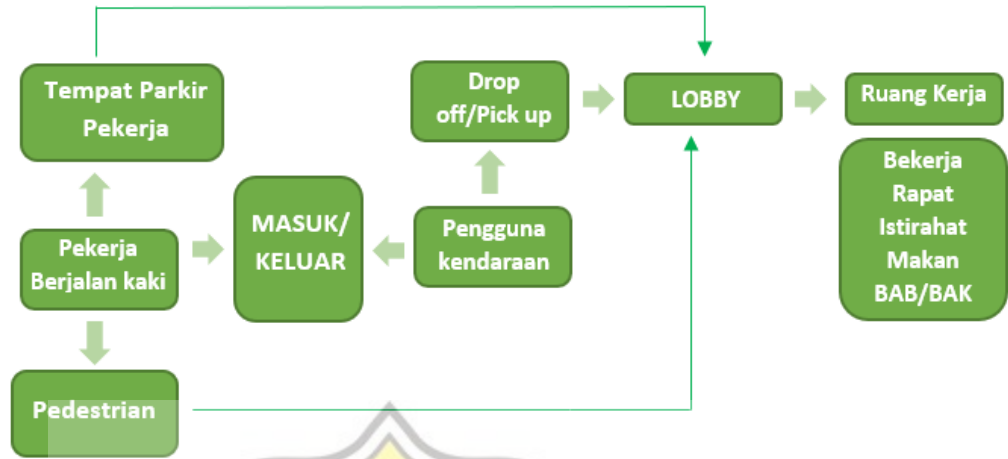 Tempat Parkir
Pekerja
Drop
off/Pick up
LOBBY
Ruang Kerja
Bekerja
Rapat
Istirahat
Makan
BAB/BAK
MASUK/
KELUAR
Pengguna
kendaraan
Pekerja
Berjalan kaki
Pedestrian